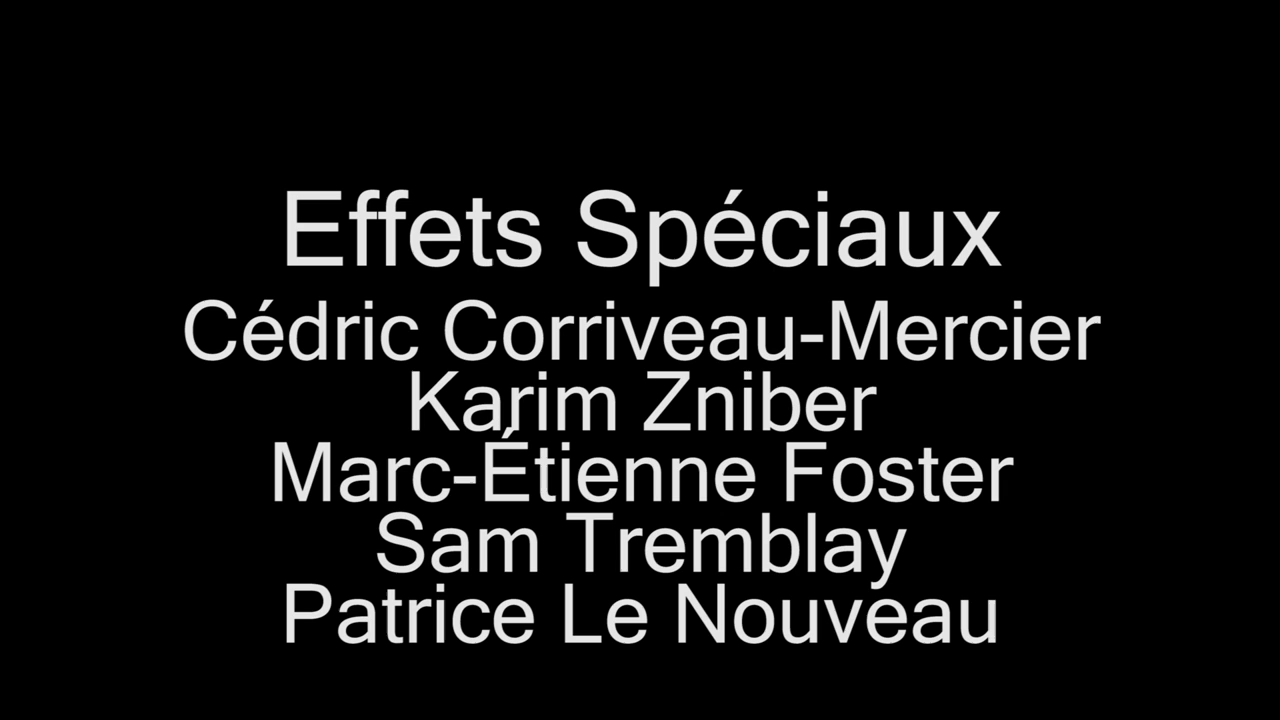 Effets Spéciaux
Cédric Corriveau-Mercier
Karim Zniber
Marc-Étienne Foster
Sam Tremblay
Patrice Le Nouveau